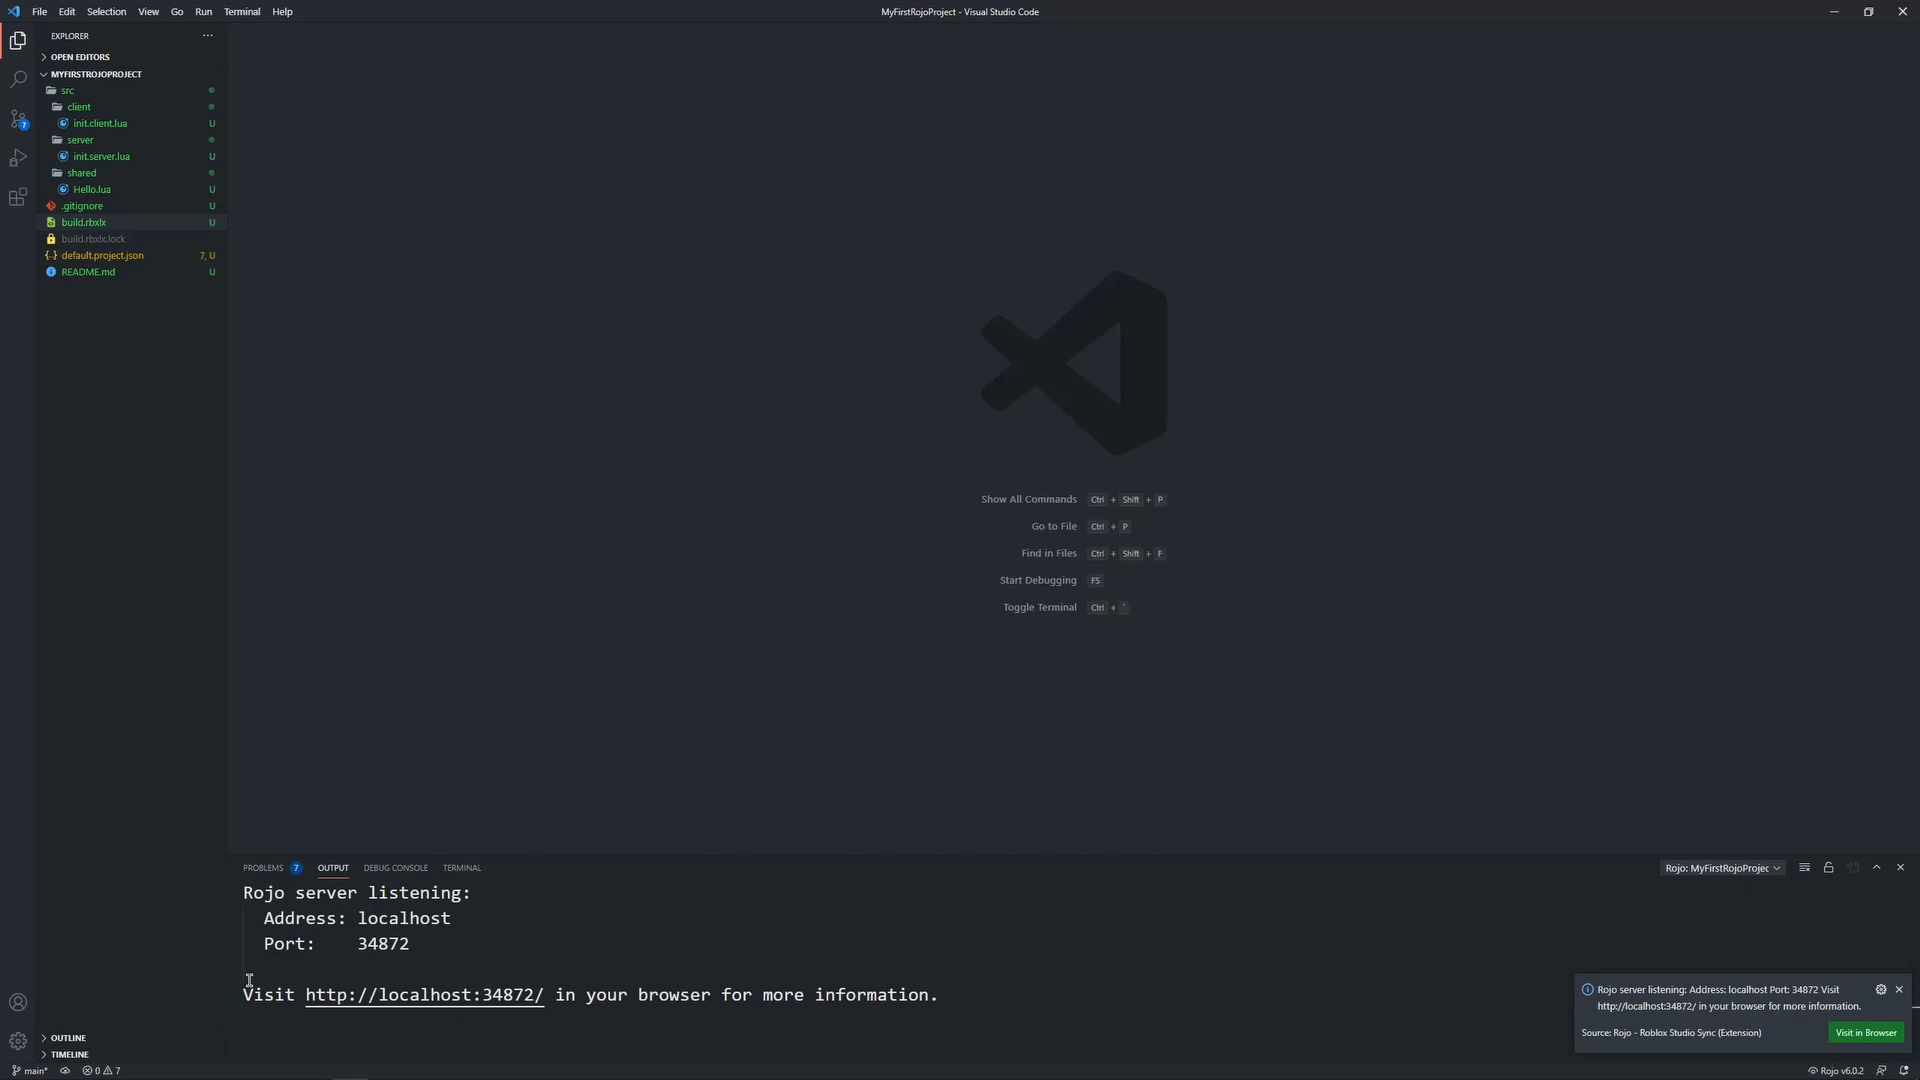 File Edit Selection View Go Run Terminal Help
MyFirstRojoProject - Visual Studio Code
EXPLORER
OPEN EDITORS
MYFIRSTROJOPROJECT
src
client
init.client.lua U
server
init.server.lua U
shared
Hello.lua U
.gitignore U
build.rbxlx U
build.rbxlx.lock
default.project.json 7, U
README.md U
7
Show All Commands Ctrl + Shift + P
Go to File Ctrl + P
Find in Files Ctrl + Shift + F
Start Debugging F5
Toggle Terminal Ctrl + `
PROBLEMS 7 OUTPUT DEBUG CONSOLE TERMINAL
Rojo: MyFirstRojoProjec
Rojo server listening:
Address: localhost
Port: 34872
Visit http://localhost:34872/ in your browser for more information.
Rojo server listening: Address: localhost Port: 34872 Visit
http://localhost:34872/ in your browser for more information.
Source: Rojo - Roblox Studio Sync (Extension)
Visit in Browser
OUTLINE
TIMELINE
main* 0 7
Rojo v6.0.2